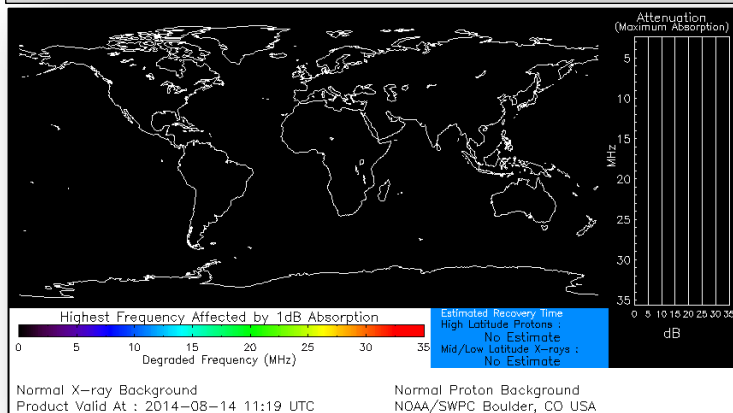 Attenuation
(Maximum Absorption)
5
10
15
20
25
30
35
MHz
0 5 10 15 20 25 30 35
dB
Highest Frequency Affected by 1dB Absorption
0 5 10 15 20 25 30 35
Degraded Frequency (MHz)
Estimated Recovery Time
High Latitude Protons :
No Estimate
Mid/Low Latitude X-rays :
No Estimate
Normal X-ray Background
Product Valid At : 2014-08-14 11:19 UTC
Normal Proton Background
NOAA/SWPC Boulder, CO USA